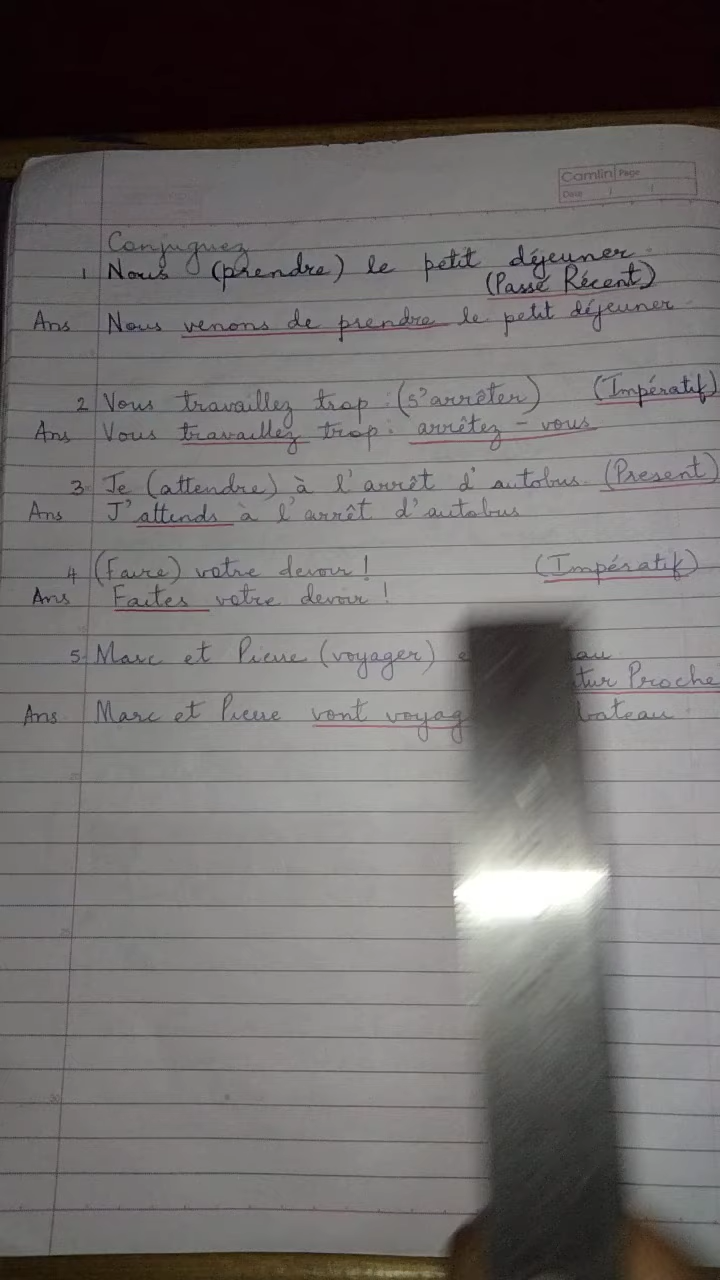 Camlin Page
Date / /
Conjuguez
1 Nous (prendre) le petit déjeuner.
(Passé Récent)
Ans Nous venons de prendre le petit déjeuner
2 Vous travaillez trop : (s'arrêter) (Impératif)
Ans Vous travaillez trop : arrêtez - vous
3 Je (attendre) à l'arrêt d'autobus. (Present)
Ans J'attends à l'arrêt d'autobus
4 (Faire) votre devoir ! (Impératif)
Ans Faites votre devoir !
5 Marc et Pierre (voyager)
Proche
Ans Marc et Pierre vont bateau